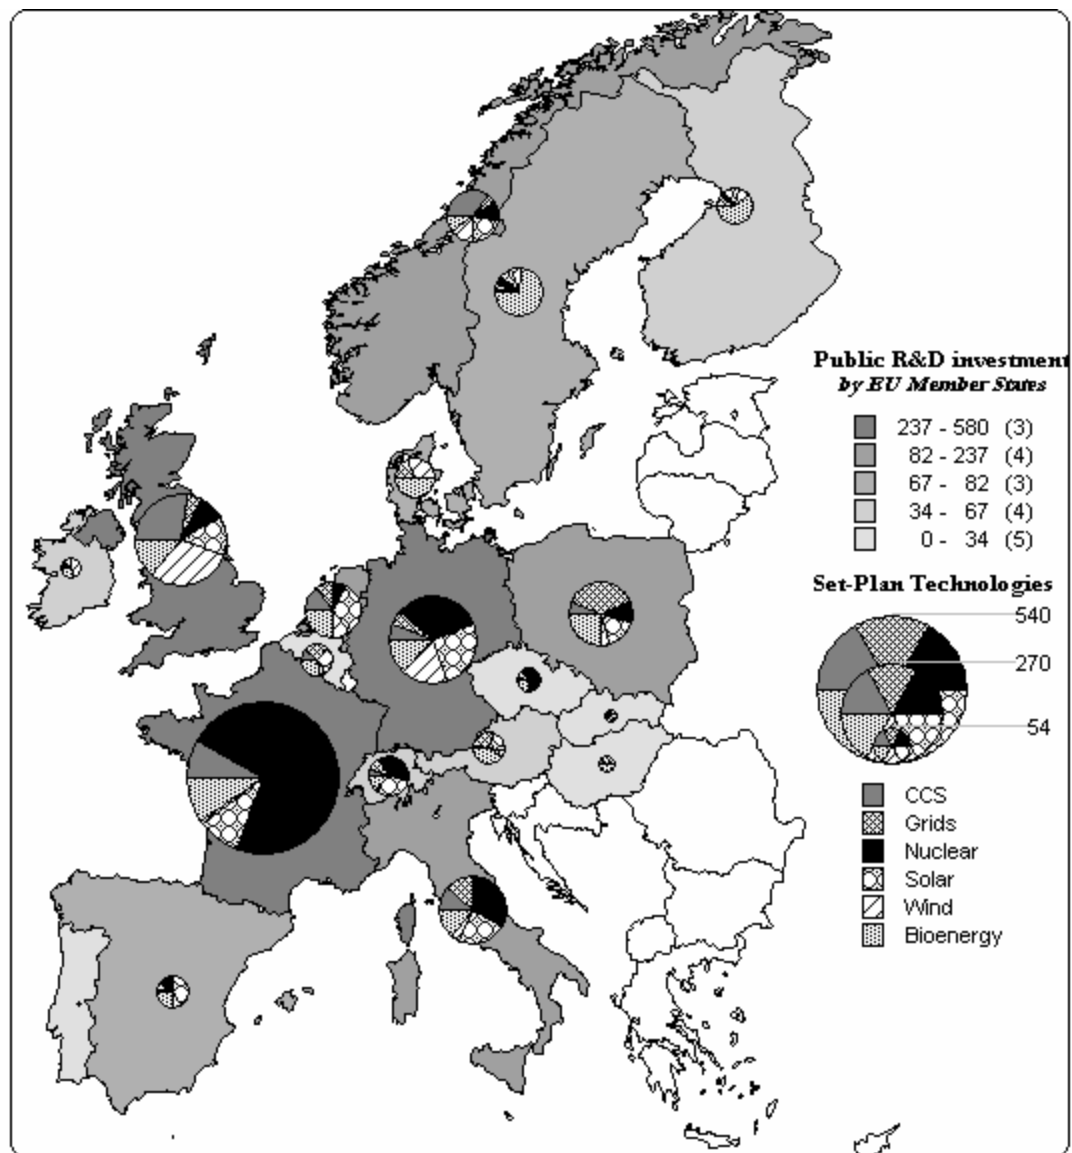 Public R&D investment
by EU Member States
237 - 580 (3)
82 - 237 (4)
67 - 82 (3)
34 - 67 (4)
0 - 34 (5)
Set-Plan Technologies
540
270
54
CCS
Grids
Nuclear
Solar
Wind
Bioenergy